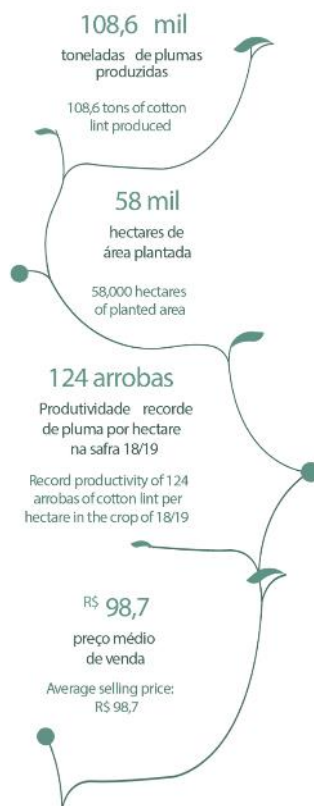 108,6 mil
toneladas de plumas
produzidas
108,6 tons of cotton
lint produced
58 mil
hectares de
área plantada
58,000 hectares
of planted area
124 arrobas
Produtividade recorde
de pluma por hectare
na safra 18/19
Record productivity of 124
arrobas of cotton lint per
hectare in the crop of 18/19
R$ 98,7
preço médio
de venda
Average selling price:
R$ 98,7